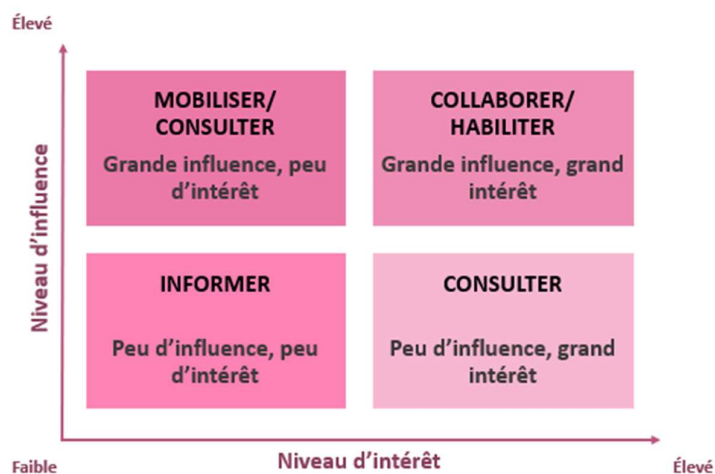 Élevé
MOBILISER/
CONSULTER
Grande influence, peu
d'intérêt
COLLABORER/
HABILITER
Grande influence, grand
intérêt
Niveau d'influence
INFORMER
Peu d'influence, peu
d'intérêt
CONSULTER
Peu d'influence, grand
intérêt
Faible
Niveau d'intérêt
Élevé